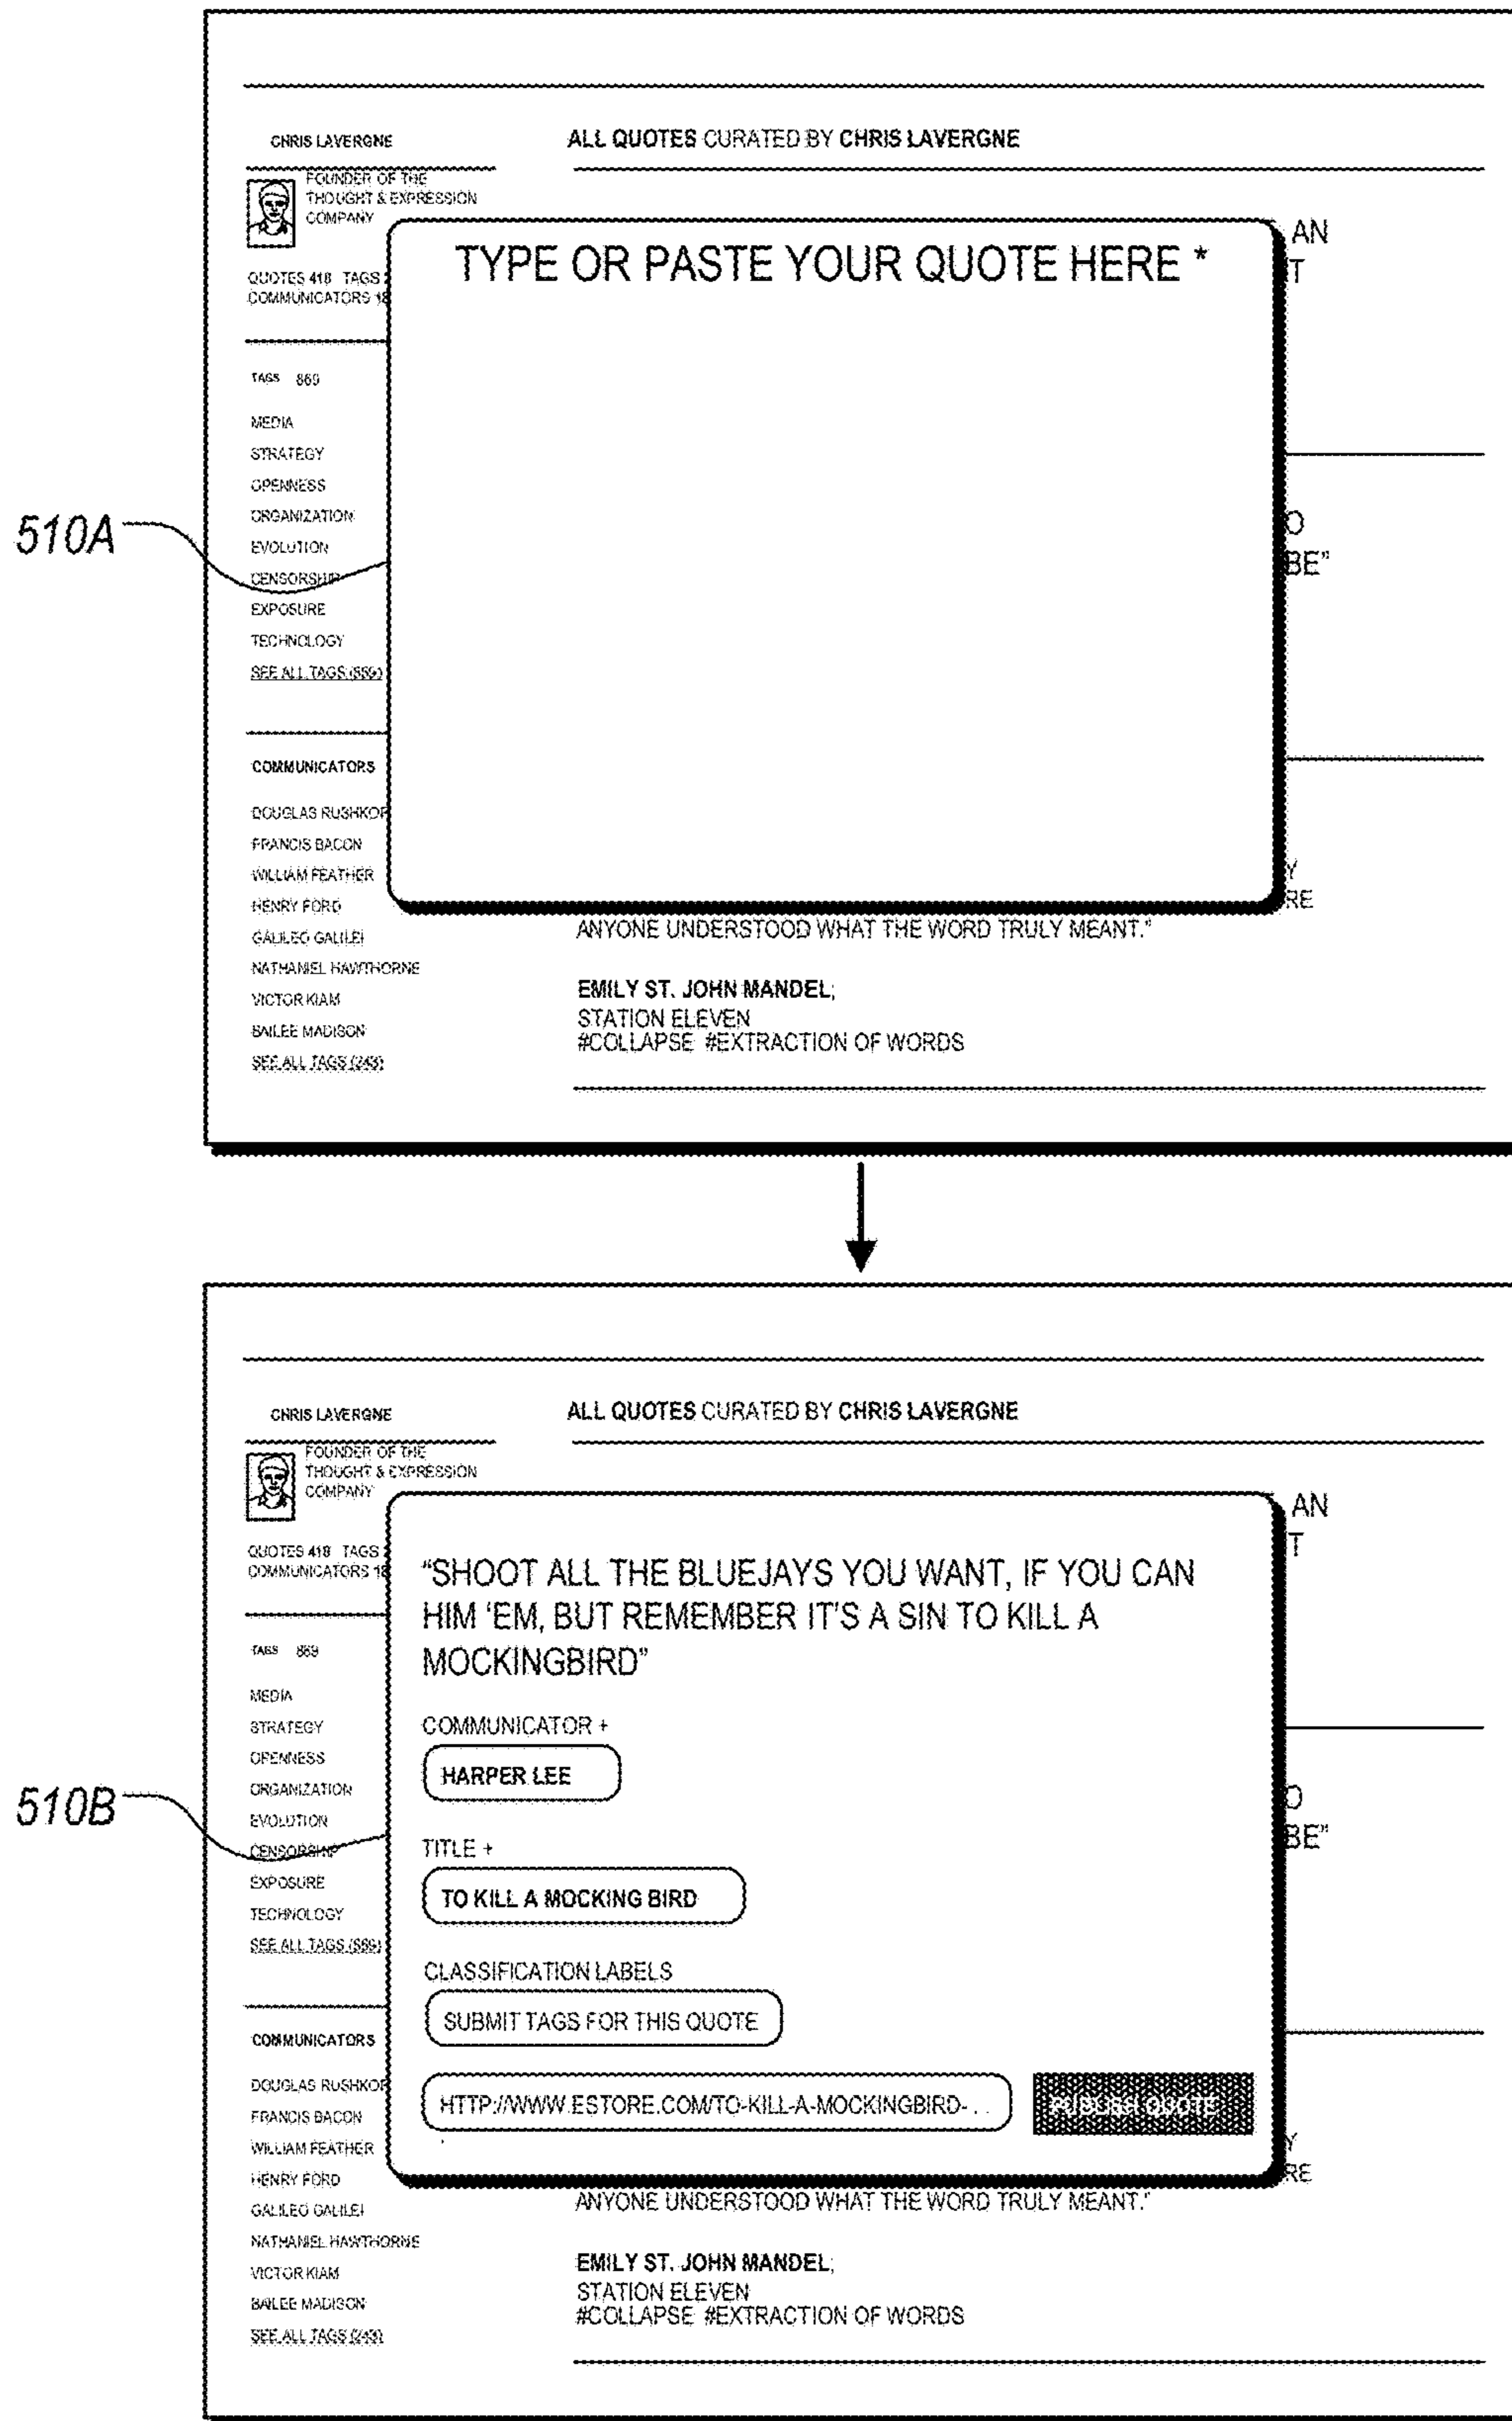 CHRIS LAVERGNE
ALL QUOTES CURATED BY CHRIS LAVERGNE
FOUNDER OF THE
THOUGHT & EXPRESSION
COMPANY
QUOTES 418 TAGS
COMMUNICATORS 18
TYPE OR PASTE YOUR QUOTE HERE *
AN
T
TAGS 869
MEDIA
STRATEGY
OPENNESS
ORGANIZATION
EVOLUTION
CENSORSHIP
EXPOSURE
TECHNOLOGY
SEE ALL TAGS (869)
510A
O
BE”
COMMUNICATORS
DOUGLAS RUSHKOF
FRANCIS BACON
WILLIAM FEATHER
HENRY FORD
GALILEO GALILEI
NATHANIEL HAWTHORNE
VICTOR KIAM
BAILEE MADISON
SEE ALL TAGS (243)
Y
RE
ANYONE UNDERSTOOD WHAT THE WORD TRULY MEANT.”
EMILY ST. JOHN MANDEL;
STATION ELEVEN
#COLLAPSE #EXTRACTION OF WORDS
CHRIS LAVERGNE
ALL QUOTES CURATED BY CHRIS LAVERGNE
FOUNDER OF THE
THOUGHT & EXPRESSION
COMPANY
QUOTES 418 TAGS
COMMUNICATORS 18
AN
T
“SHOOT ALL THE BLUEJAYS YOU WANT, IF YOU CAN
HIM ‘EM, BUT REMEMBER IT’S A SIN TO KILL A
MOCKINGBIRD”
COMMUNICATOR +
HARPER LEE
TITLE +
TO KILL A MOCKING BIRD
CLASSIFICATION LABELS
SUBMIT TAGS FOR THIS QUOTE
HTTP://WWW.ESTORE.COM/TO-KILL-A-MOCKINGBIRD- . .
PUBLISH QUOTE
TAGS 869
MEDIA
STRATEGY
OPENNESS
ORGANIZATION
EVOLUTION
CENSORSHIP
EXPOSURE
TECHNOLOGY
SEE ALL TAGS (869)
510B
O
BE”
COMMUNICATORS
DOUGLAS RUSHKOF
FRANCIS BACON
WILLIAM FEATHER
HENRY FORD
GALILEO GALILEI
NATHANIEL HAWTHORNE
VICTOR KIAM
BAILEE MADISON
SEE ALL TAGS (243)
Y
RE
ANYONE UNDERSTOOD WHAT THE WORD TRULY MEANT.”
EMILY ST. JOHN MANDEL;
STATION ELEVEN
#COLLAPSE #EXTRACTION OF WORDS